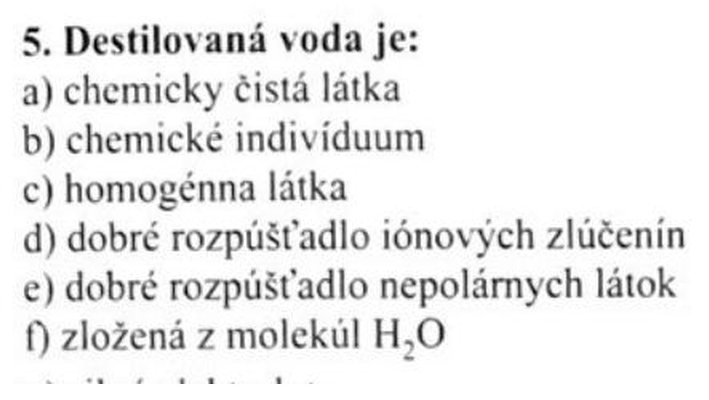 5. Destilovaná voda je:
a) chemicky čistá látka
b) chemické indivíduum
c) homogénna látka
d) dobré rozpúšťadlo iónových zlúčenín
e) dobré rozpúšťadlo nepolárnych látok
f) zložená z molekúl H₂O